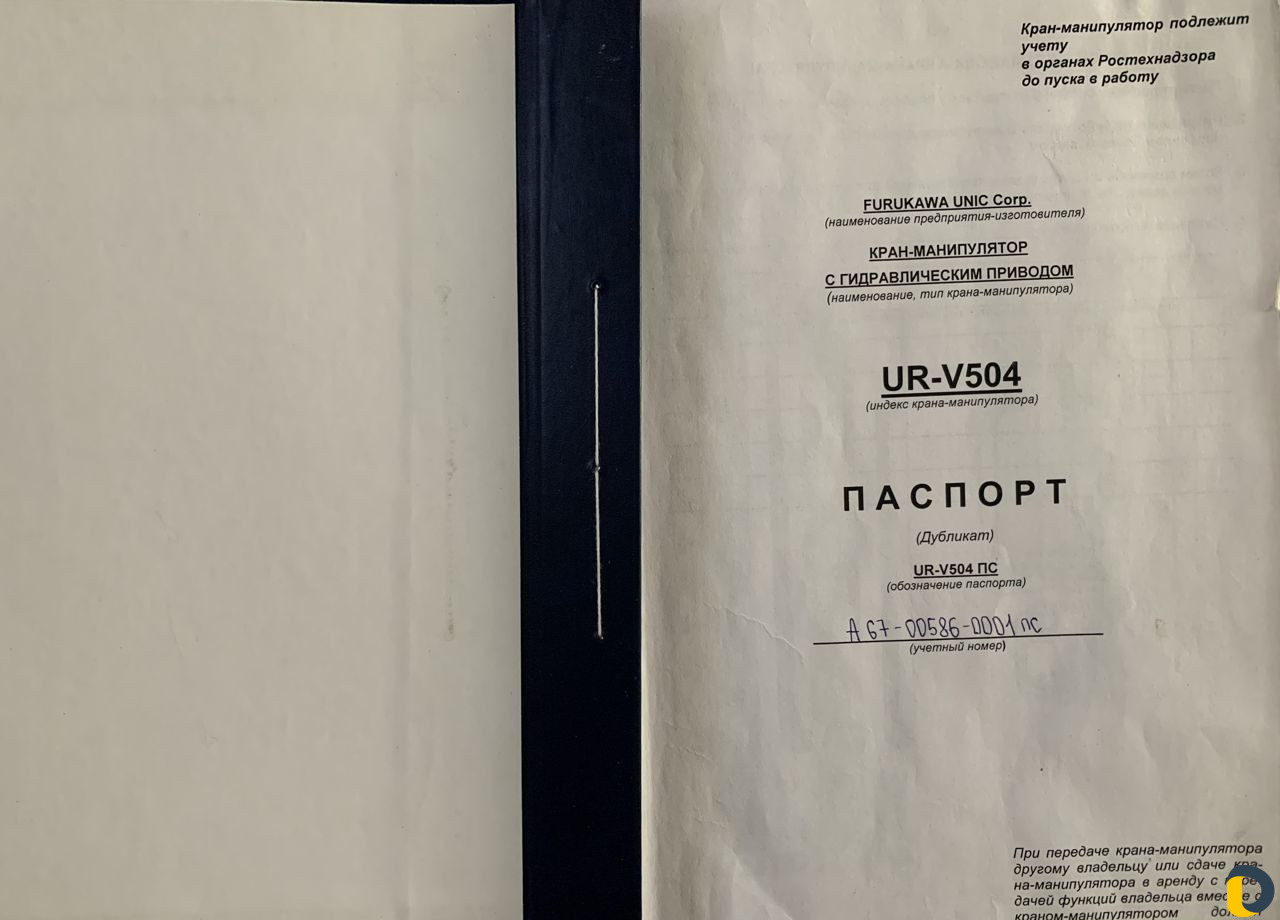 Кран-манипулятор подлежит
учету
в органах Ростехнадзора
до пуска в работу
FURUKAWA UNIC Corp.
(наименование предприятия-изготовителя)
КРАН-МАНИПУЛЯТОР
С ГИДРАВЛИЧЕСКИМ ПРИВОДОМ
(наименование, тип крана-манипулятора)
UR-V504
(индекс крана-манипулятора)
ПАСПОРТ
(Дубликат)
UR-V504 ПС
(обозначение паспорта)
А67-00586-0001 пс
(учетный номер)
При передаче крана-манипулятора
другому владельцу или сдаче кра-
на-манипулятора в аренду с
дачей функций владельца вместе с
краном-манипулятором